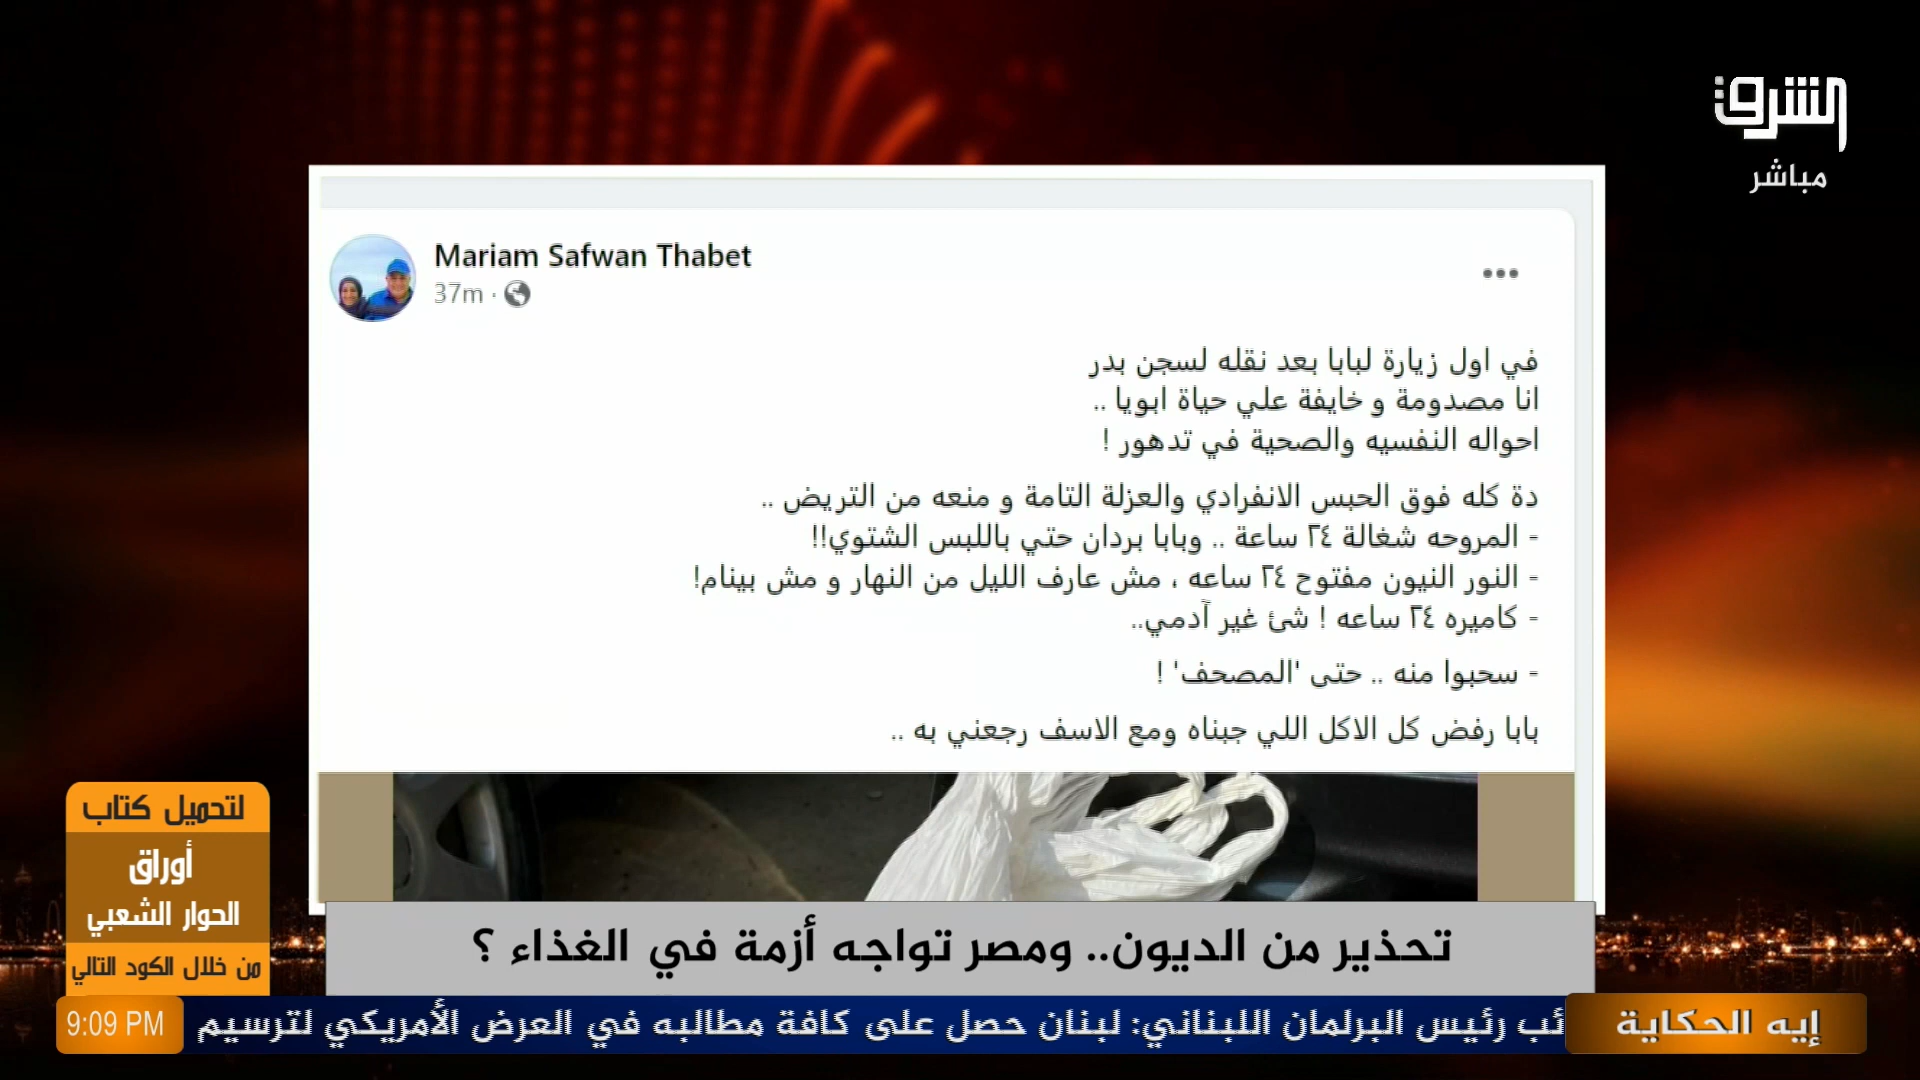 الشرق
مباشر
Mariam Safwan Thabet
37m ·
في اول زيارة لبابا بعد نقله لسجن بدر
انا مصدومة و خايفة علي حياة ابويا ..
احواله النفسيه والصحية في تدهور !
دة كله فوق الحبس الانفرادي والعزلة التامة و منعه من التريض ..
- المروحه شغالة ٢٤ ساعة .. وبابا بردان حتي باللبس الشتوي!!
- النور النيون مفتوح ٢٤ ساعه ، مش عارف الليل من النهار و مش بينام!
- كاميره ٢٤ ساعه ! شئ غير آدمي..
- سحبوا منه .. حتى 'المصحف' !
بابا رفض كل الاكل اللي جبناه ومع الاسف رجعني به ..
لتحميل كتاب
أوراق
الحوار الشعبي
من خلال الكود التالي
تحذير من الديون.. ومصر تواجه أزمة في الغذاء ؟
إيه الحكاية
ئب رئيس البرلمان اللبناني: لبنان حصل على كافة مطالبه في العرض الأمريكي لترسيم
9:09 PM